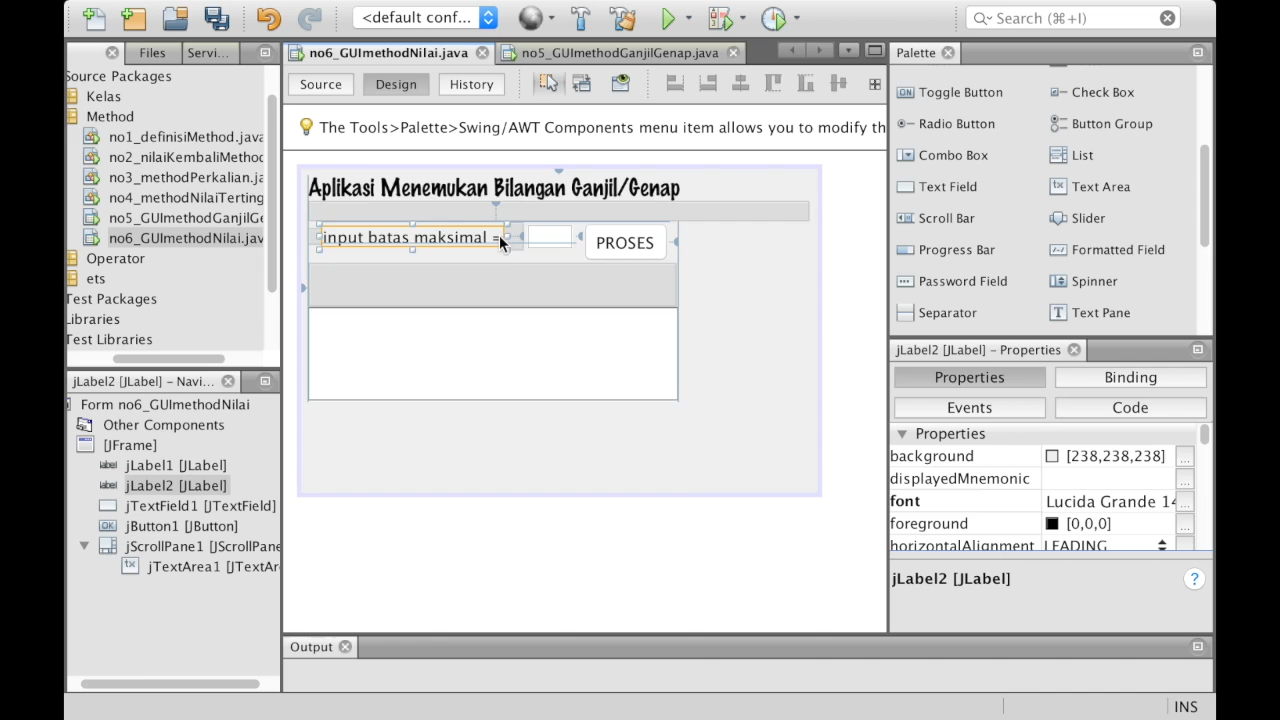 <default conf...
Search (⌘+I)
Files
Servi...
no6_GUImethodNilai.java
no5_GUImethodGanjilGenap.java
Palette
Source Packages
Kelas
Method
no1_definisiMethod.java
no2_nilaiKembaliMethod
no3_methodPerkalian.ja
no4_methodNilaiTerting
no5_GUImethodGanjilGe
no6_GUImethodNilai.jav
Operator
ets
Test Packages
Libraries
Test Libraries
Source
Design
History
The Tools>Palette>Swing/AWT Components menu item allows you to modify th
Aplikasi Menemukan Bilangan Ganjil/Genap
input batas maksimal =
PROSES
Toggle Button
Check Box
Radio Button
Button Group
Combo Box
List
Text Field
Text Area
Scroll Bar
Slider
Progress Bar
Formatted Field
Password Field
Spinner
Separator
Text Pane
jLabel2 [JLabel] – Navi...
Form no6_GUImethodNilai
Other Components
[JFrame]
jLabel1 [JLabel]
jLabel2 [JLabel]
jTextField1 [JTextField]
jButton1 [JButton]
jScrollPane1 [JScrollPane
jTextArea1 [JTextAr
jLabel2 [JLabel] – Properties
Properties
Binding
Events
Code
Properties
background
[238,238,238]
...
displayedMnemonic
...
font
Lucida Grande 14
...
foreground
[0,0,0]
...
horizontalAlignment
LEADING
jLabel2 [JLabel]
?
Output
INS